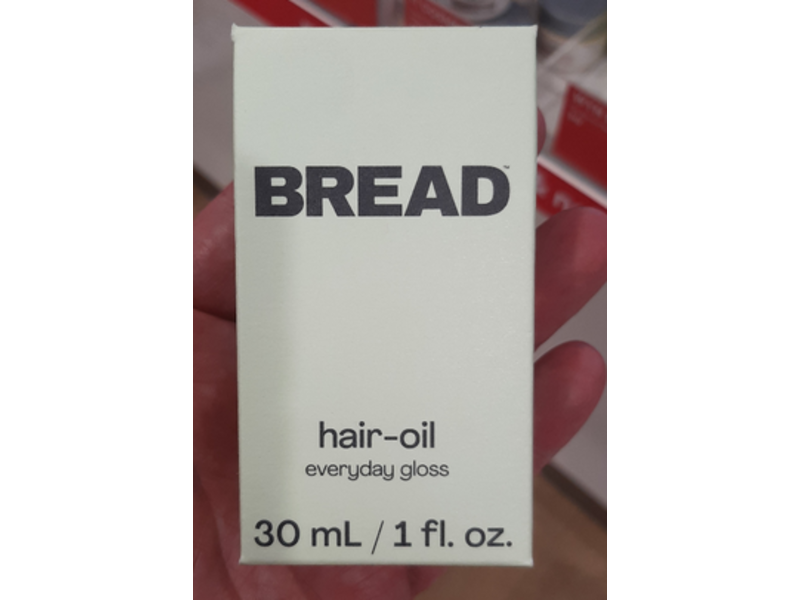 BREAD™
hair-oil
everyday gloss
30 mL / 1 fl. oz.